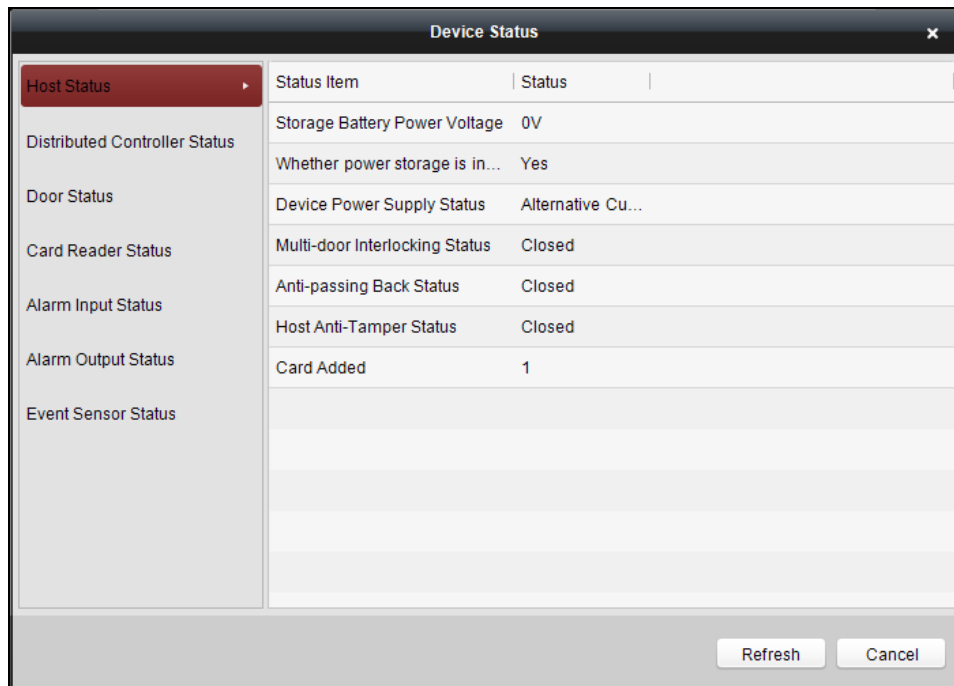 Device Status
Host Status
Distributed Controller Status
Door Status
Card Reader Status
Alarm Input Status
Alarm Output Status
Event Sensor Status
Status Item Status
Storage Battery Power Voltage 0V
Whether power storage is in... Yes
Device Power Supply Status Alternative Cu...
Multi-door Interlocking Status Closed
Anti-passing Back Status Closed
Host Anti-Tamper Status Closed
Card Added 1
Refresh Cancel